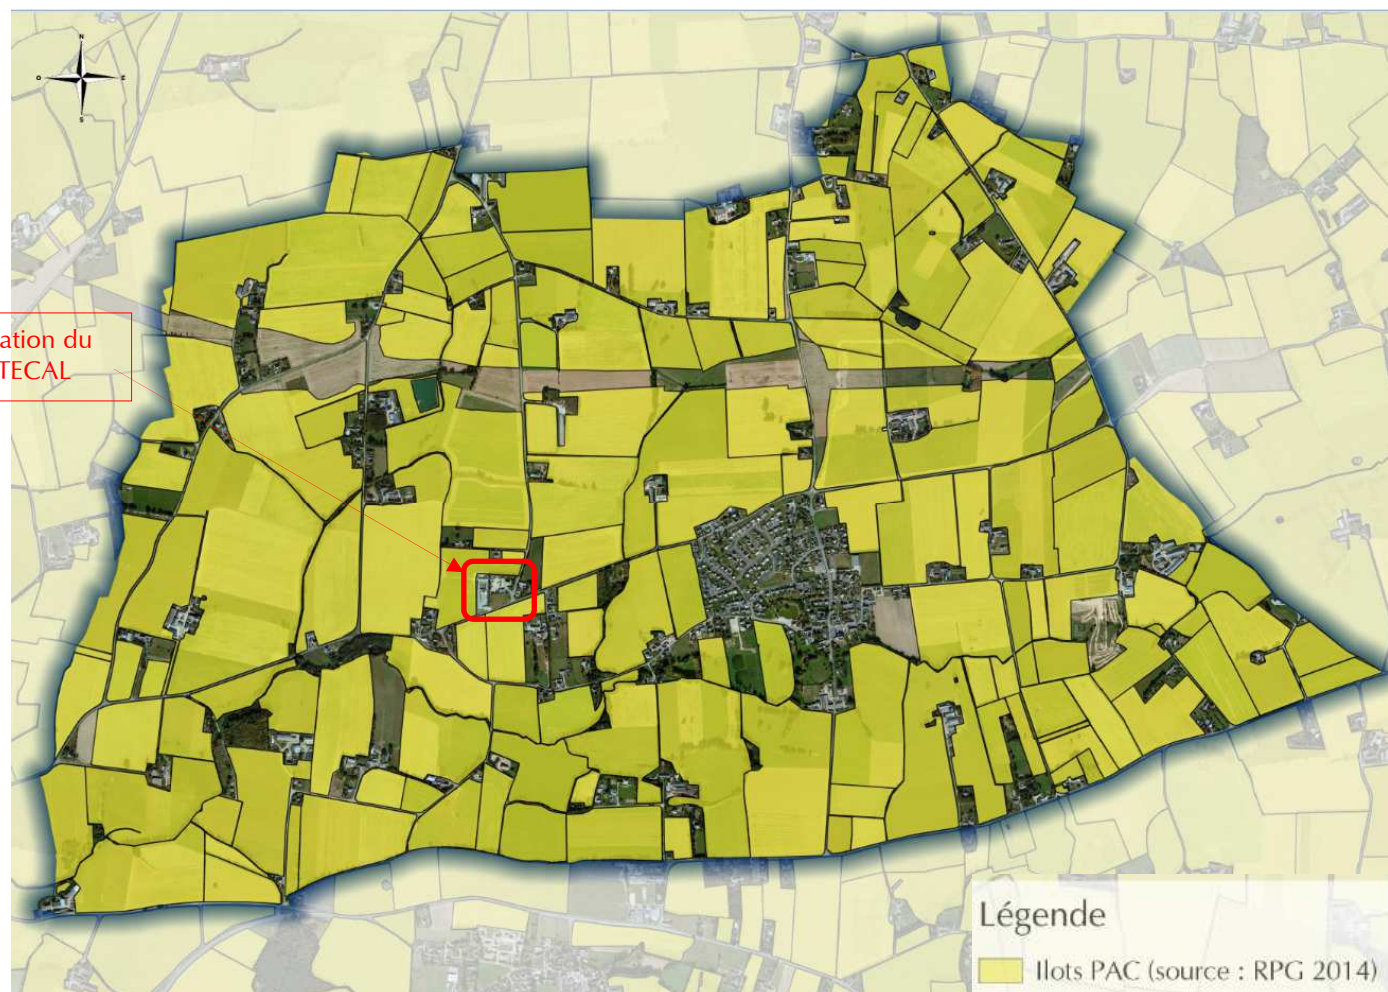 N
O
E
S
ation du
TECAL
Légende
Ilots PAC (source : RPG 2014)